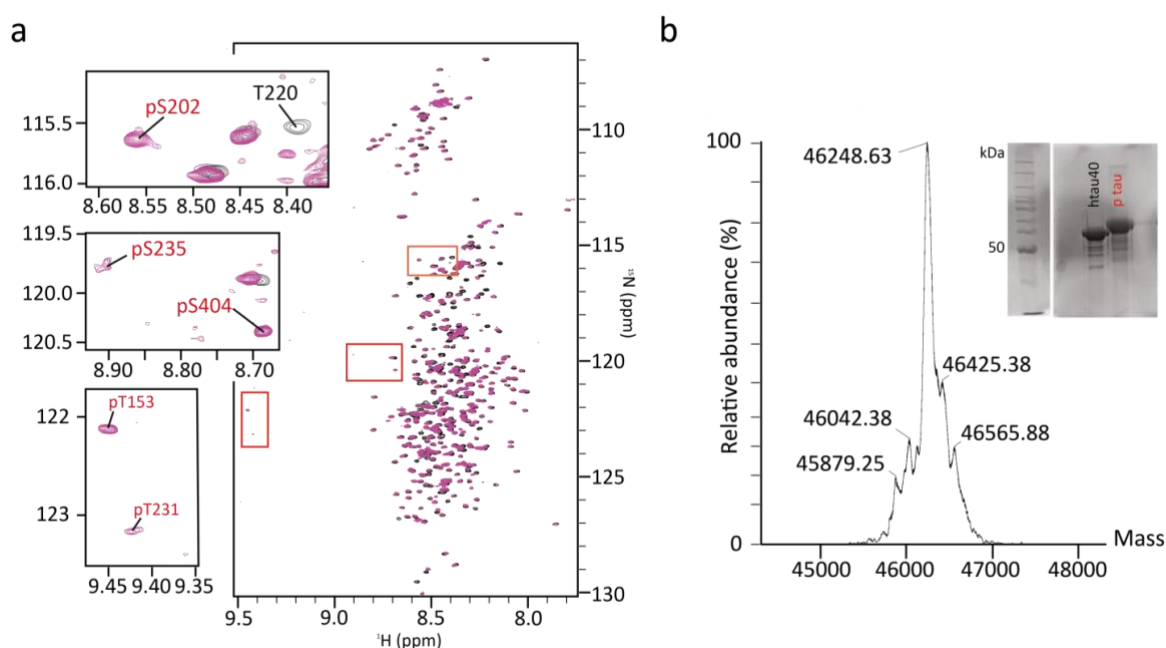 a
b
pS202
T220
115.5
116.0
8.60 8.55 8.50 8.45 8.40
pS235
pS404
119.5
120.0
120.5
8.90 8.80 8.70
pT153
pT231
122
123
9.45 9.40 9.35
110
115
120
125
130
¹⁵N (ppm)
9.5 9.0 8.5 8.0
¹H (ppm)
100
0
Relative abundance (%)
46248.63
46425.38
46042.38
46565.88
45879.25
kDa
50
htau40
p tau
Mass
45000 46000 47000 48000